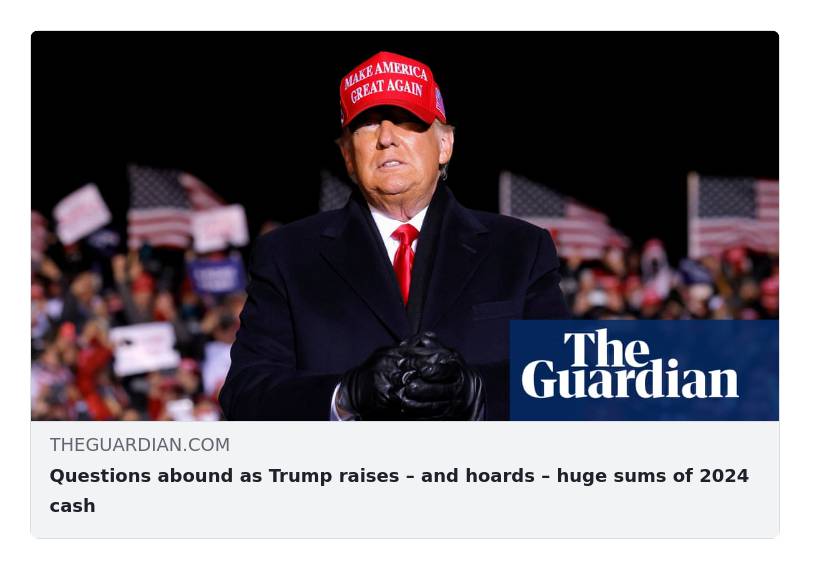 MAKE AMERICA
GREAT AGAIN
The
Guardian
THEGUARDIAN.COM
Questions abound as Trump raises – and hoards – huge sums of 2024
cash